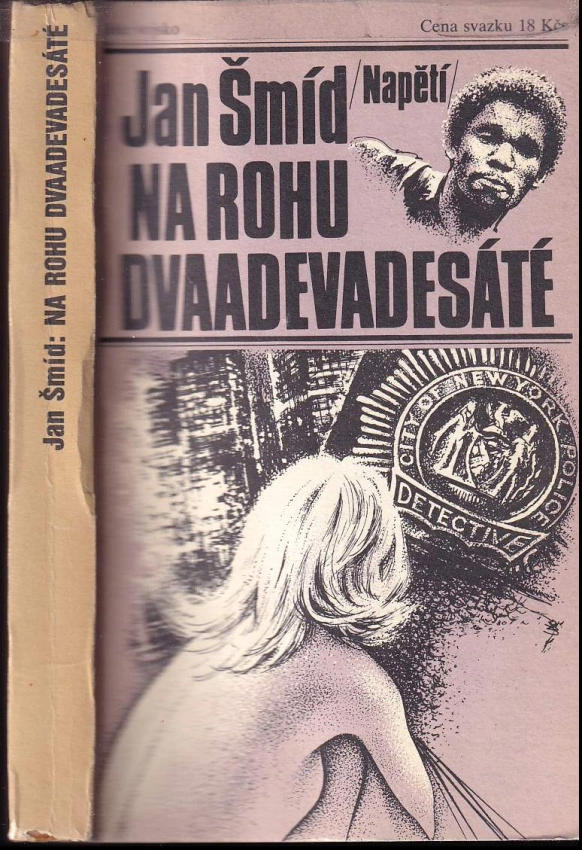 Jan Šmíd: NA ROHU DVAADEVADESÁTÉ
Cena svazku 18 Kčs
Jan Šmíd
/Napětí/
NA ROHU
DVAADEVADESÁTÉ
CITY OF NEW YORK POLICE
DETECTIVE